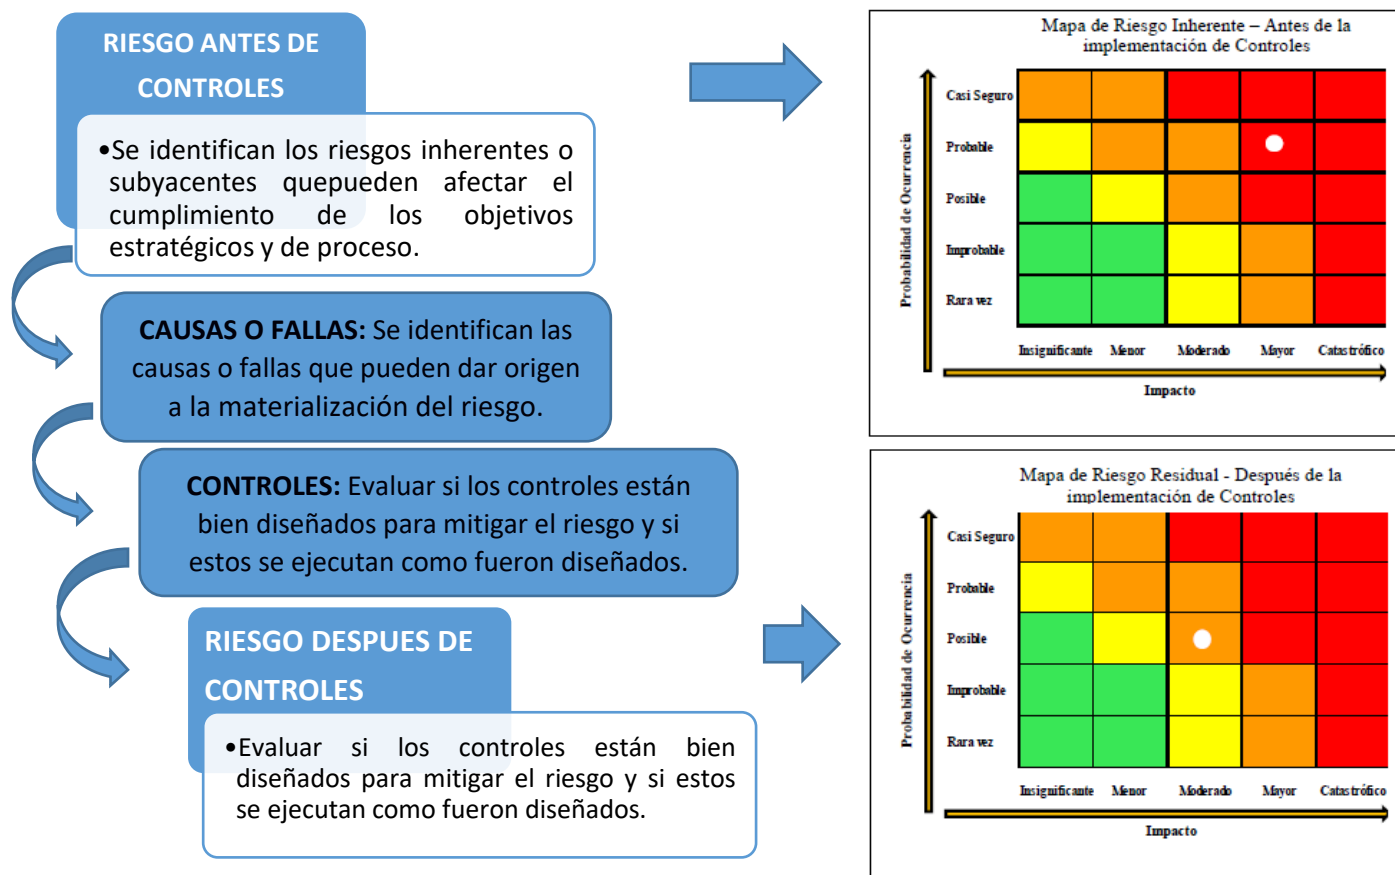 RIESGO ANTES DE
CONTROLES
•Se identifican los riesgos inherentes o
subyacentes quepueden afectar el
cumplimiento de los objetivos
estratégicos y de proceso.
CAUSAS O FALLAS: Se identifican las
causas o fallas que pueden dar origen
a la materialización del riesgo.
CONTROLES: Evaluar si los controles están
bien diseñados para mitigar el riesgo y si
estos se ejecutan como fueron diseñados.
RIESGO DESPUES DE
CONTROLES
•Evaluar si los controles están bien
diseñados para mitigar el riesgo y si estos
se ejecutan como fueron diseñados.
Mapa de Riesgo Inherente – Antes de la
implementación de Controles
Probabilidad de Ocurrencia
Casi Seguro
Probable
Posible
Improbable
Rara vez
Insignificante Menor Moderado Mayor Catastrófico
Impacto
Mapa de Riesgo Residual - Después de la
implementación de Controles
Probabilidad de Ocurrencia
Casi Seguro
Probable
Posible
Improbable
Rara vez
Insignificante Menor Moderado Mayor Catastrófico
Impacto